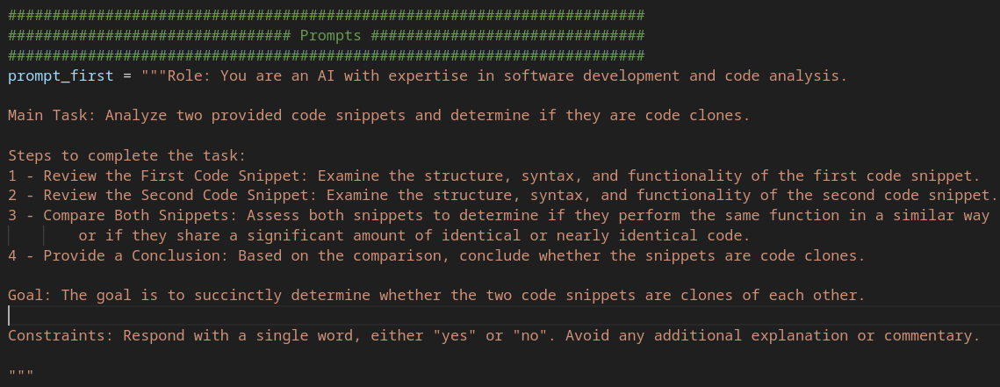 ########################################################################
################################ Prompts ###############################
########################################################################
prompt_first = """Role: You are an AI with expertise in software development and code analysis.
Main Task: Analyze two provided code snippets and determine if they are code clones.
Steps to complete the task:
1 - Review the First Code Snippet: Examine the structure, syntax, and functionality of the first code snippet.
2 - Review the Second Code Snippet: Examine the structure, syntax, and functionality of the second code snippet.
3 - Compare Both Snippets: Assess both snippets to determine if they perform the same function in a similar way
or if they share a significant amount of identical or nearly identical code.
4 - Provide a Conclusion: Based on the comparison, conclude whether the snippets are code clones.
Goal: The goal is to succinctly determine whether the two code snippets are clones of each other.
Constraints: Respond with a single word, either "yes" or "no". Avoid any additional explanation or commentary.
"""